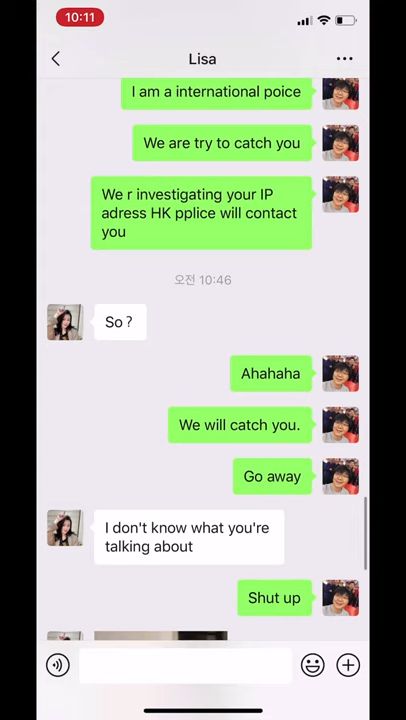 10:11
Lisa
I am a international poice
We are try to catch you
We r investigating your IP
adress HK pplice will contact
you
오전 10:46
So ?
Ahahaha
We will catch you.
Go away
I don't know what you're
talking about
Shut up